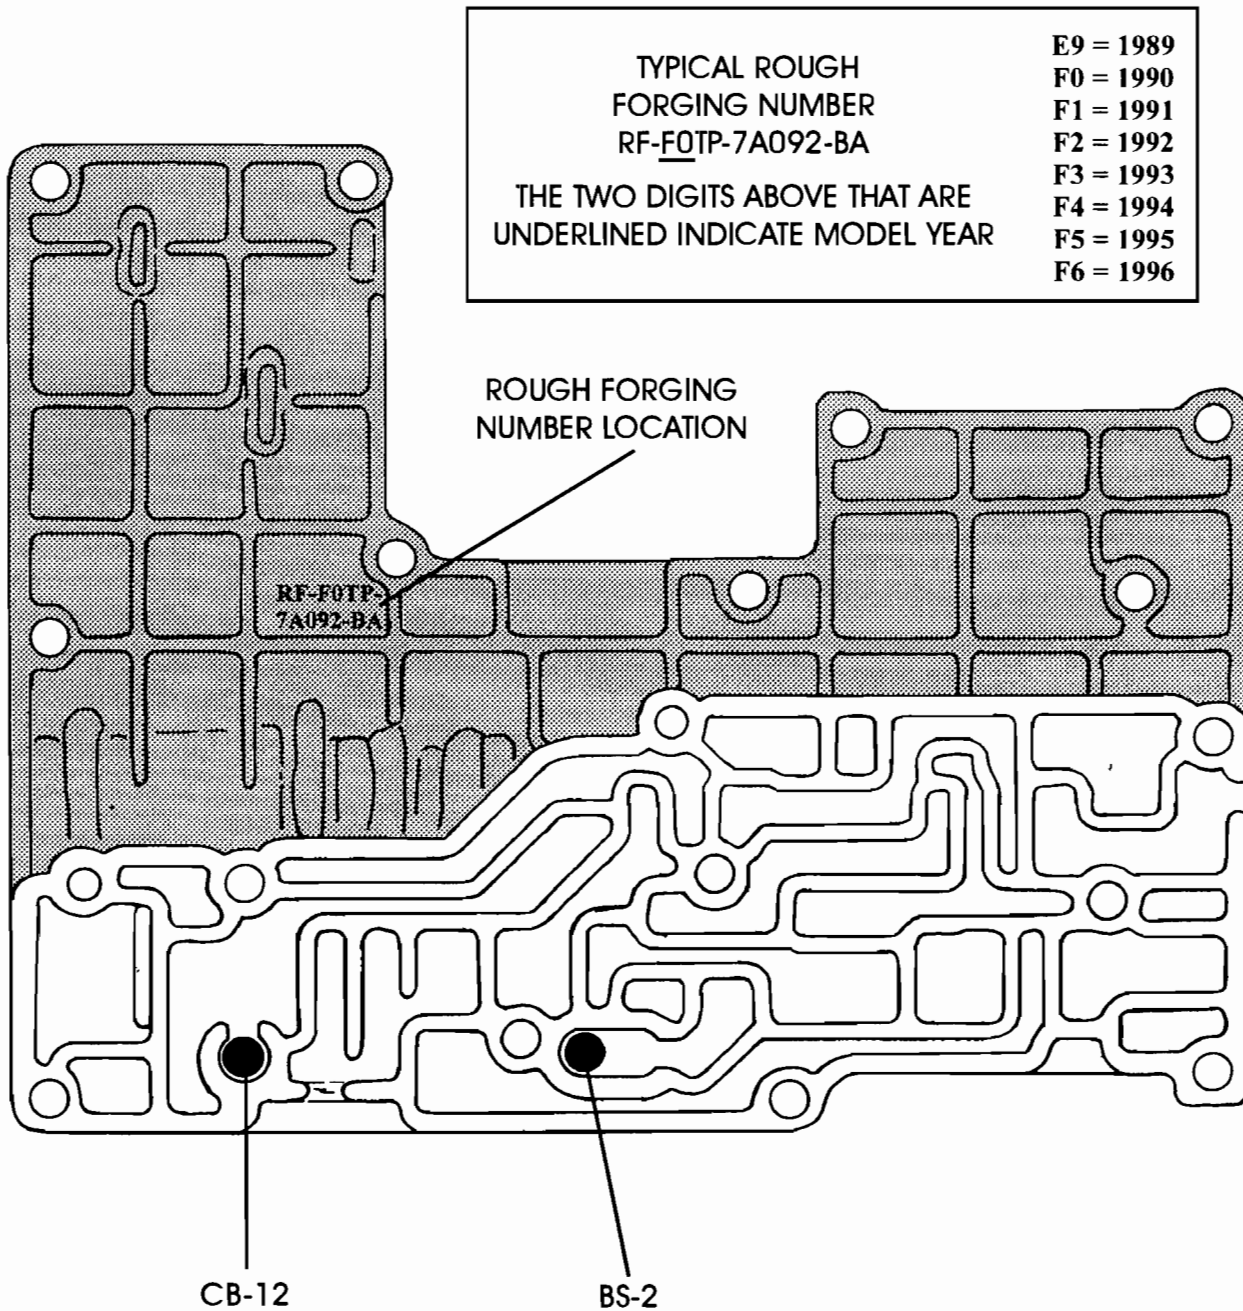 TYPICAL ROUGH
FORGING NUMBER
RF-F0TP-7A092-BA
THE TWO DIGITS ABOVE THAT ARE
UNDERLINED INDICATE MODEL YEAR
E9 = 1989
F0 = 1990
F1 = 1991
F2 = 1992
F3 = 1993
F4 = 1994
F5 = 1995
F6 = 1996
ROUGH FORGING
NUMBER LOCATION
RF-F0TP-
7A092-BA
CB-12
BS-2